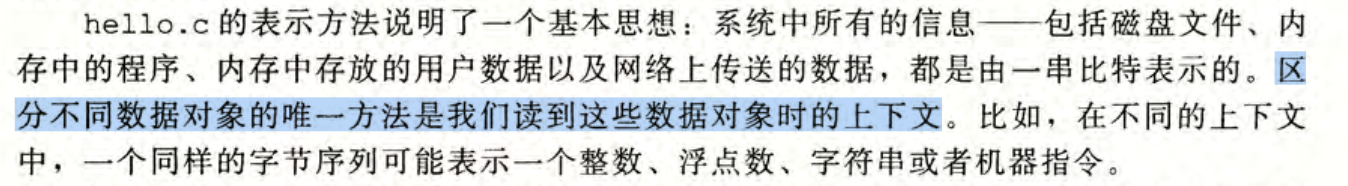 hello.c 的表示方法说明了一个基本思想：系统中所有的信息——包括磁盘文件、内
存中的程序、内存中存放的用户数据以及网络上传送的数据，都是由一串比特表示的。区
分不同数据对象的唯一方法是我们读到这些数据对象时的上下文。比如，在不同的上下文
中，一个同样的字节序列可能表示一个整数、浮点数、字符串或者机器指令。